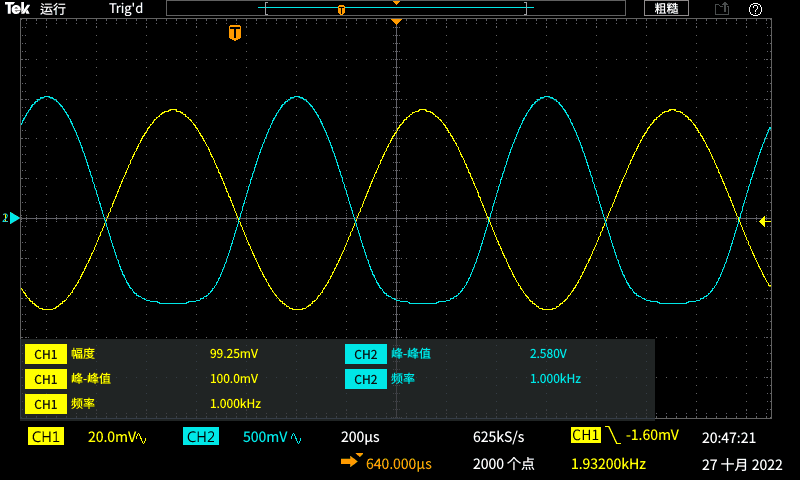 Tek 运行 Trig'd 粗糙 ?
T
T
2
CH1 幅度 99.25mV CH2 峰-峰值 2.580V
CH1 峰-峰值 100.0mV CH2 频率 1.000kHz
CH1 频率 1.000kHz
CH1 20.0mV CH2 500mV 200µs 625kS/s CH1 -1.60mV 20:47:21
640.000µs 2000 个点 1.93200kHz 27 十月 2022